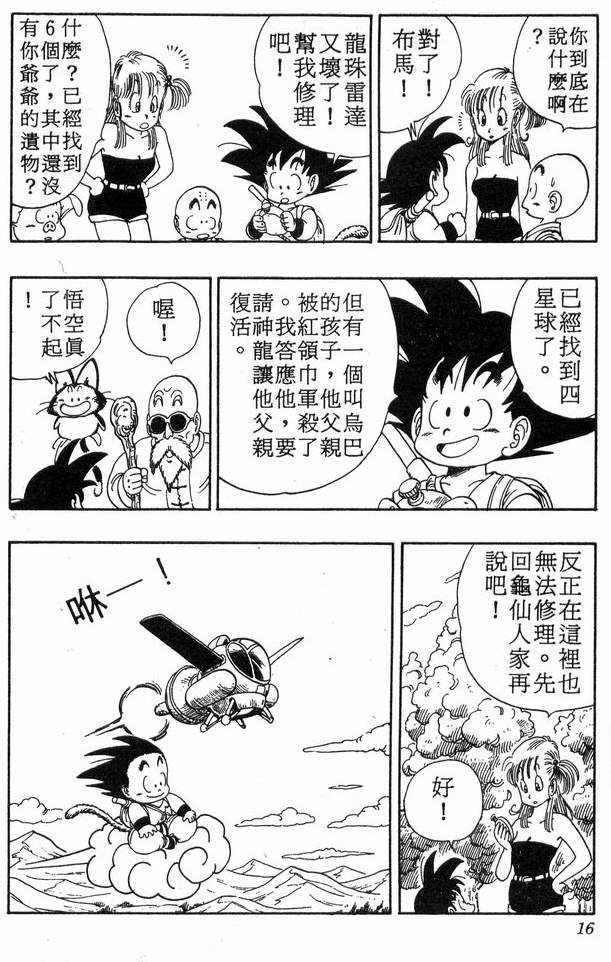 你到底在
說什麼啊
?
對了!
布馬!
龍珠雷達
又壞了!
幫我修理
吧!
什麼?已經找到
6個了,其中還沒
有你爺爺的遺物?
已經找到四
星球了。
但有一個叫烏巴
的孩子,他父親
被紅領巾軍殺了
。我答應他,要
請神龍讓他父親
復活。
喔!
悟空眞
了不起
!
反正在這裡也
無法修理。先
回龜仙人家再
說吧!
好!
咻—!
16